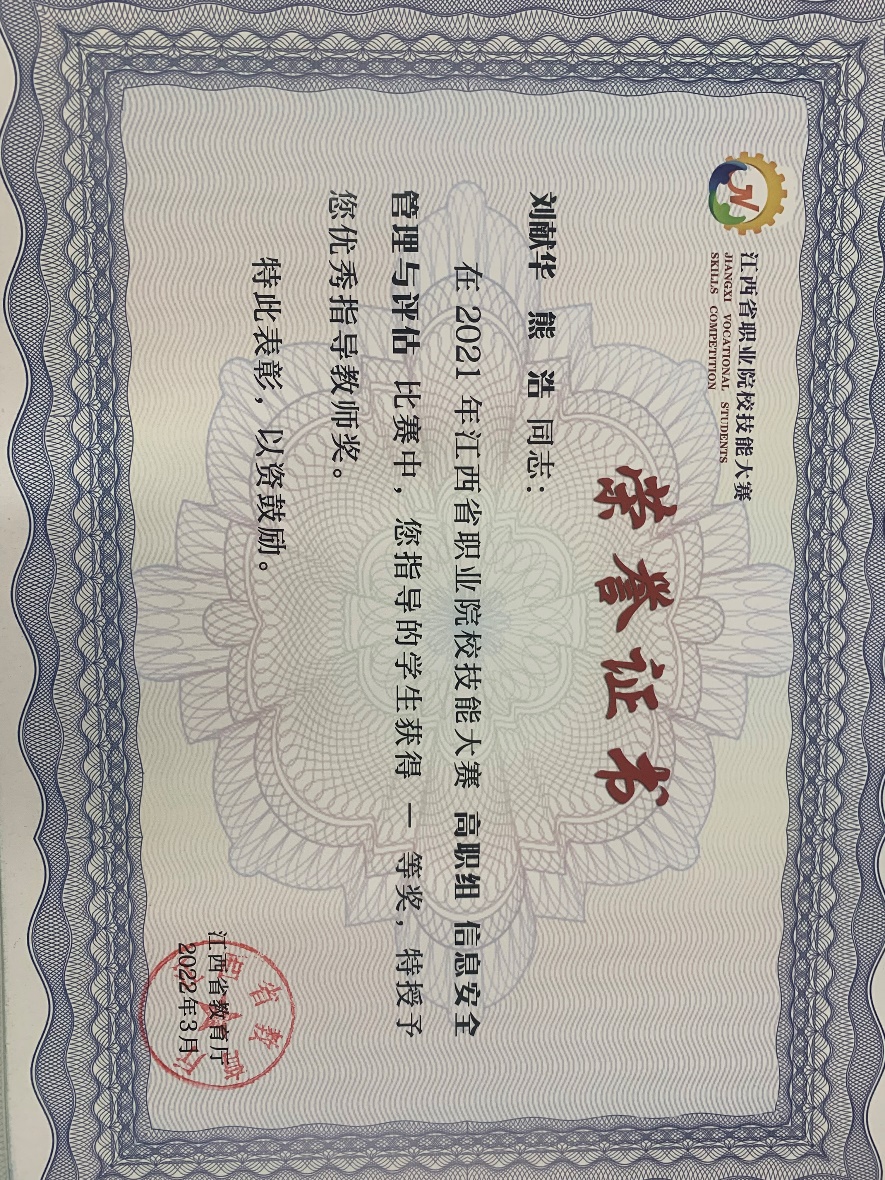 江西省职业院校技能大赛
JIANGXI VOCATIONAL STUDENTS
SKILLS COMPETITION
荣誉证书
刘献华 熊 浩 同志：
在 2021 年江西省职业院校技能大赛 高职组 信息安全
管理与评估 比赛中，您指导的学生获得 一 等奖，特授予
您优秀指导教师奖。
特此表彰，以资鼓励。
江西省教育厅
2022年3月